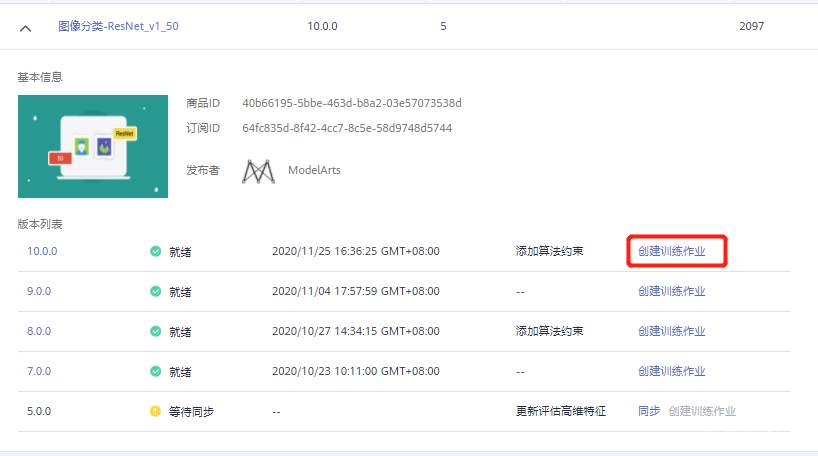 图像分类-ResNet_v1_50 10.0.0 5 2097
基本信息
商品ID 40b66195-5bbe-463d-b8a2-03e57073538d
订阅ID 64fc835d-8f42-4cc7-8c5e-58d9748d5744
ResNet
50
发布者 ModelArts
版本列表
10.0.0 就绪 2020/11/25 16:36:25 GMT+08:00 添加算法约束 创建训练作业
9.0.0 就绪 2020/11/04 17:57:59 GMT+08:00 -- 创建训练作业
8.0.0 就绪 2020/10/27 14:34:15 GMT+08:00 添加算法约束 创建训练作业
7.0.0 就绪 2020/10/23 10:11:00 GMT+08:00 -- 创建训练作业
5.0.0 等待同步 -- 更新评估高维特征 同步 创建训练作业